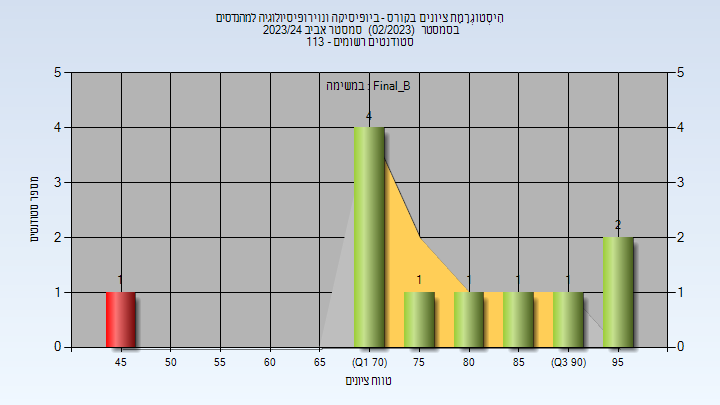 היסטוגרמת ציונים בקורס - ביופיסיקה ונוירופיסיולוגיה למהנדסים
בסמסטר (02/2023) סמסטר אביב 2023/24
סטודנטים רשומים - 113
במשימה : Final_B
מספר סטודנטים
5 5
4 4
3 3
2 2
1 1
0 0
1 4 1 1 1 1 2
45 50 55 60 65 (Q1 70) 75 80 85 (Q3 90) 95
טווח ציונים